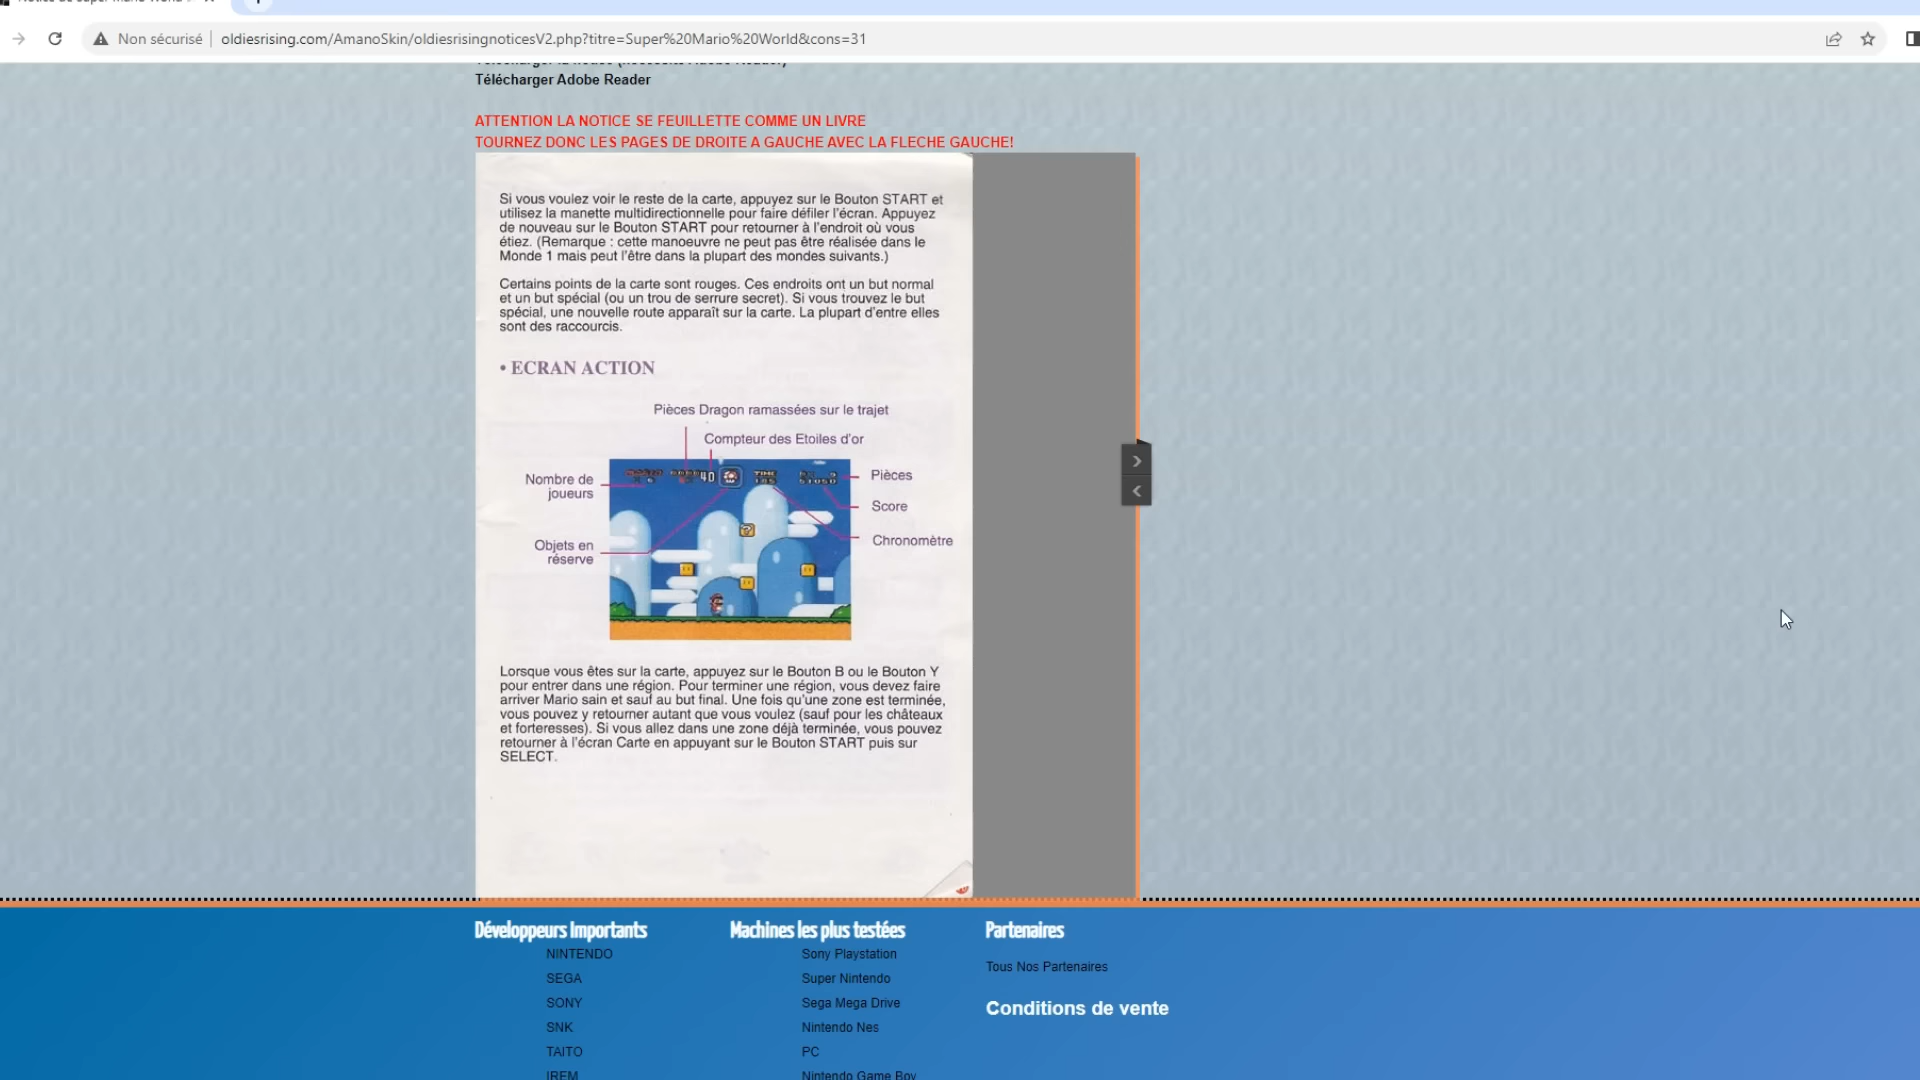 Non sécurisé
oldiesrising.com/AmanoSkin/oldiesrisingnoticesV2.php?titre=Super%20Mario%20World&cons=31
Télécharger Adobe Reader
ATTENTION LA NOTICE SE FEUILLETTE COMME UN LIVRE
TOURNEZ DONC LES PAGES DE DROITE A GAUCHE AVEC LA FLECHE GAUCHE!
Si vous voulez voir le reste de la carte, appuyez sur le Bouton START et
utilisez la manette multidirectionnelle pour faire défiler l'écran. Appuyez
de nouveau sur le Bouton START pour retourner à l'endroit où vous
étiez. (Remarque : cette manoeuvre ne peut pas être réalisée dans le
Monde 1 mais peut l'être dans la plupart des mondes suivants.)
Certains points de la carte sont rouges. Ces endroits ont un but normal
et un but spécial (ou un trou de serrure secret). Si vous trouvez le but
spécial, une nouvelle route apparaît sur la carte. La plupart d'entre elles
sont des raccourcis.
• ECRAN ACTION
Pièces Dragon ramassées sur le trajet
Compteur des Etoiles d'or
Nombre de
joueurs
Objets en
réserve
40
TIME
Pièces
Score
Chronomètre
Lorsque vous êtes sur la carte, appuyez sur le Bouton B ou le Bouton Y
pour entrer dans une région. Pour terminer une région, vous devez faire
arriver Mario sain et sauf au but final. Une fois qu'une zone est terminée,
vous pouvez y retourner autant que vous voulez (sauf pour les châteaux
et forteresses). Si vous allez dans une zone déjà terminée, vous pouvez
retourner à l'écran Carte en appuyant sur le Bouton START puis sur
SELECT.
Développeurs Importants
NINTENDO
SEGA
SONY
SNK
TAITO
IREM
Machines les plus testées
Sony Playstation
Super Nintendo
Sega Mega Drive
Nintendo Nes
PC
Nintendo Game Boy
Partenaires
Tous Nos Partenaires
Conditions de vente